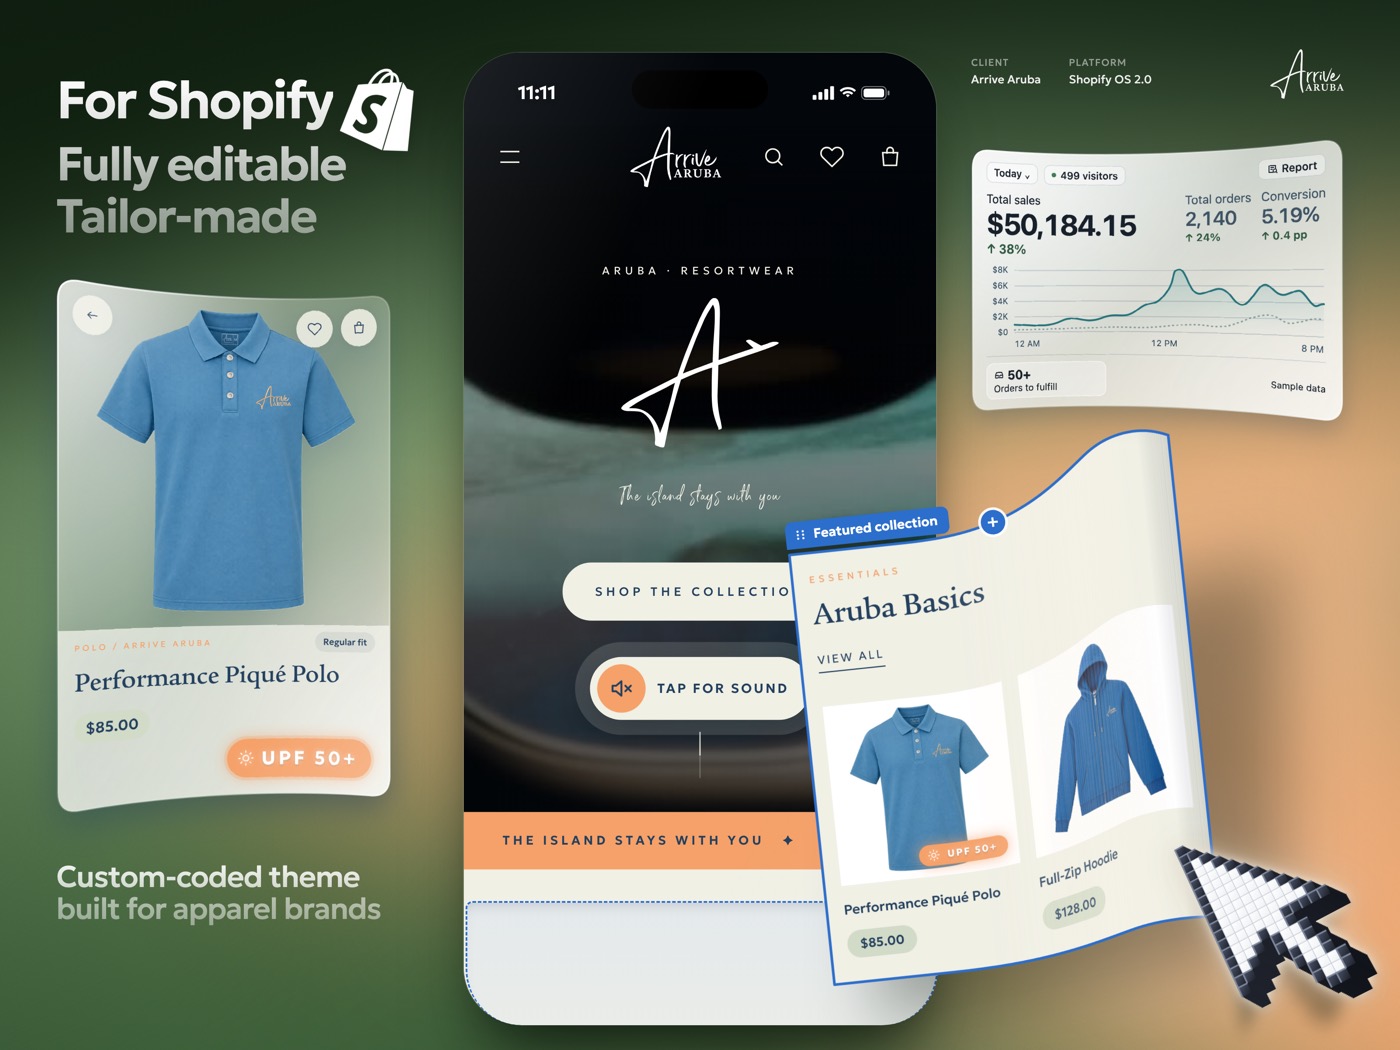 For Shopify
Fully editable
Tailor-made
POLO / ARRIVE ARUBA
Regular fit
Performance Piqué Polo
$85.00
UPF 50+
Custom-coded theme
built for apparel brands
11:11
Arrive
ARUBA
ARUBA · RESORTWEAR
A
The island stays with you
SHOP THE COLLECTIO
TAP FOR SOUND
THE ISLAND STAYS WITH YOU
CLIENT
Arrive Aruba
PLATFORM
Shopify OS 2.0
Arrive
ARUBA
Today
499 visitors
Report
Total sales
$50,184.15
↑ 38%
Total orders
2,140
↑ 24%
Conversion
5.19%
↑ 0.4 pp
$8K
$6K
$4K
$2K
$0
12 AM
12 PM
8 PM
50+
Orders to fulfill
Sample data
Featured collection
ESSENTIALS
Aruba Basics
VIEW ALL
UPF 50+
Performance Piqué Polo
$85.00
Full-Zip Hoodie
$128.00